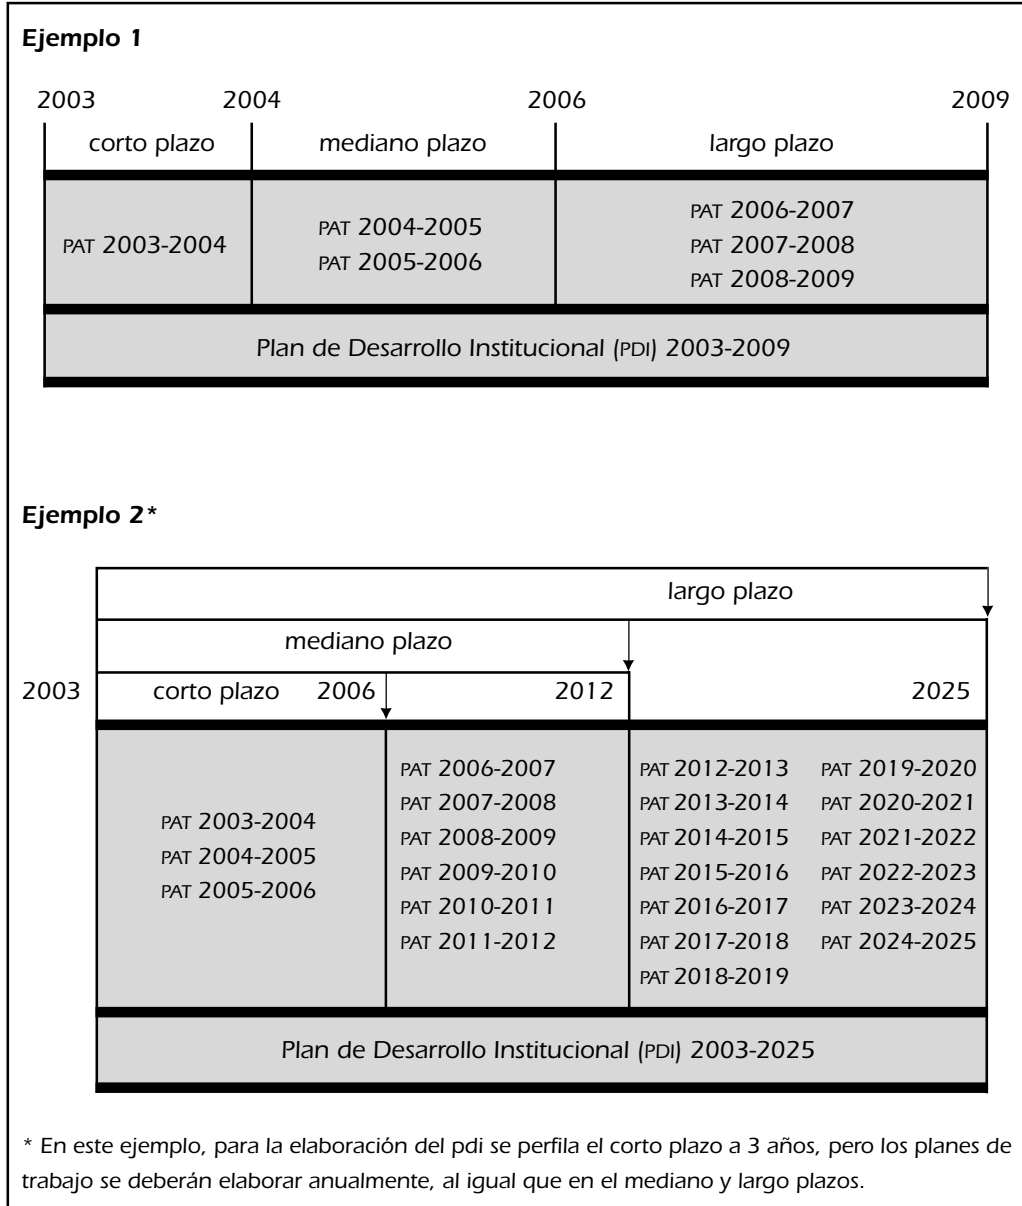 Ejemplo 1
2003 2004 2006 2009
corto plazo mediano plazo largo plazo
PAT 2003-2004
PAT 2004-2005
PAT 2005-2006
PAT 2006-2007
PAT 2007-2008
PAT 2008-2009
Plan de Desarrollo Institucional (PDI) 2003-2009
Ejemplo 2*
largo plazo
mediano plazo
2003 corto plazo 2006 2012 2025
PAT 2003-2004
PAT 2004-2005
PAT 2005-2006
PAT 2006-2007
PAT 2007-2008
PAT 2008-2009
PAT 2009-2010
PAT 2010-2011
PAT 2011-2012
PAT 2012-2013
PAT 2013-2014
PAT 2014-2015
PAT 2015-2016
PAT 2016-2017
PAT 2017-2018
PAT 2018-2019
PAT 2019-2020
PAT 2020-2021
PAT 2021-2022
PAT 2022-2023
PAT 2023-2024
PAT 2024-2025
Plan de Desarrollo Institucional (PDI) 2003-2025
* En este ejemplo, para la elaboración del pdi se perfila el corto plazo a 3 años, pero los planes de
trabajo se deberán elaborar anualmente, al igual que en el mediano y largo plazos.